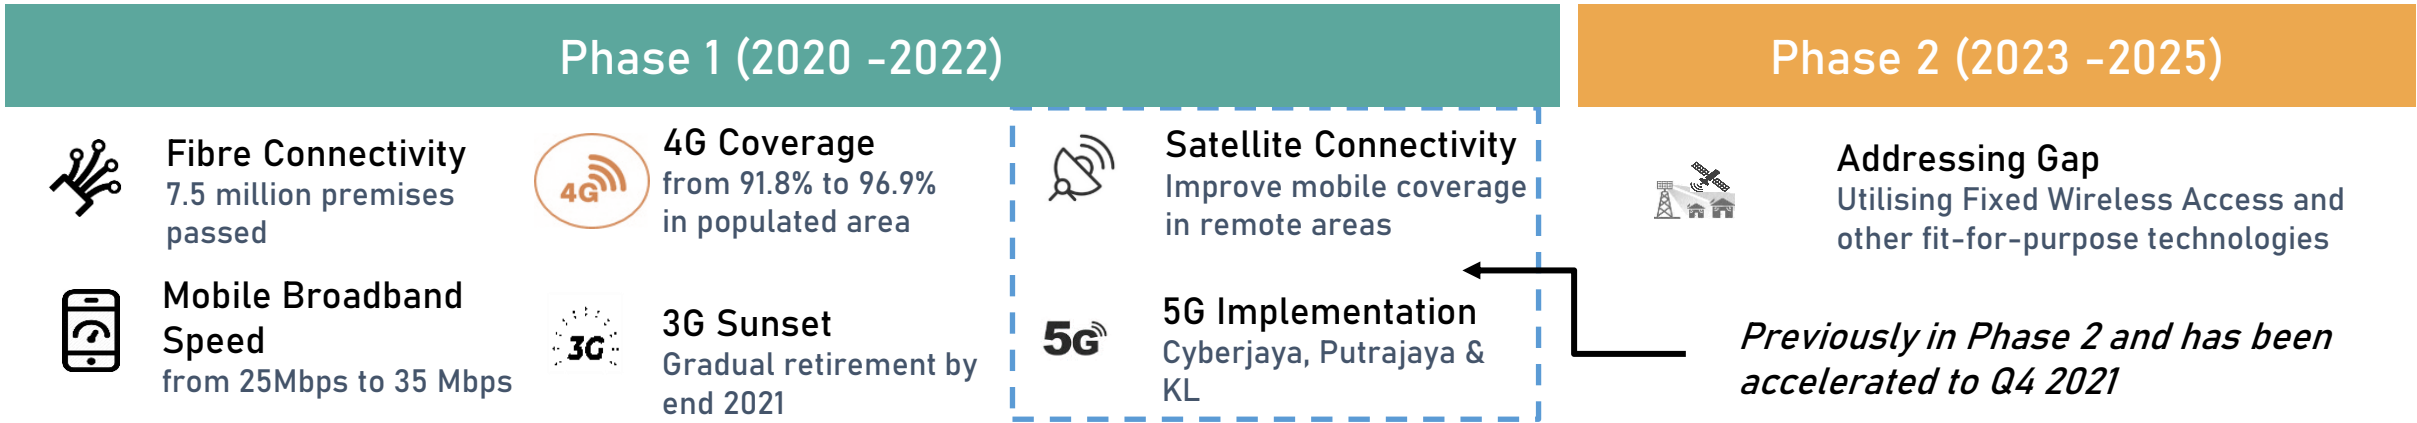 Phase 1 (2020 -2022)
Fibre Connectivity
7.5 million premises
passed
Mobile Broadband
Speed
from 25Mbps to 35 Mbps
4G
4G Coverage
from 91.8% to 96.9%
in populated area
3G
3G Sunset
Gradual retirement by
end 2021
Satellite Connectivity
Improve mobile coverage
in remote areas
5G
5G Implementation
Cyberjaya, Putrajaya &
KL
Phase 2 (2023 -2025)
Addressing Gap
Utilising Fixed Wireless Access and
other fit-for-purpose technologies
Previously in Phase 2 and has been
accelerated to Q4 2021